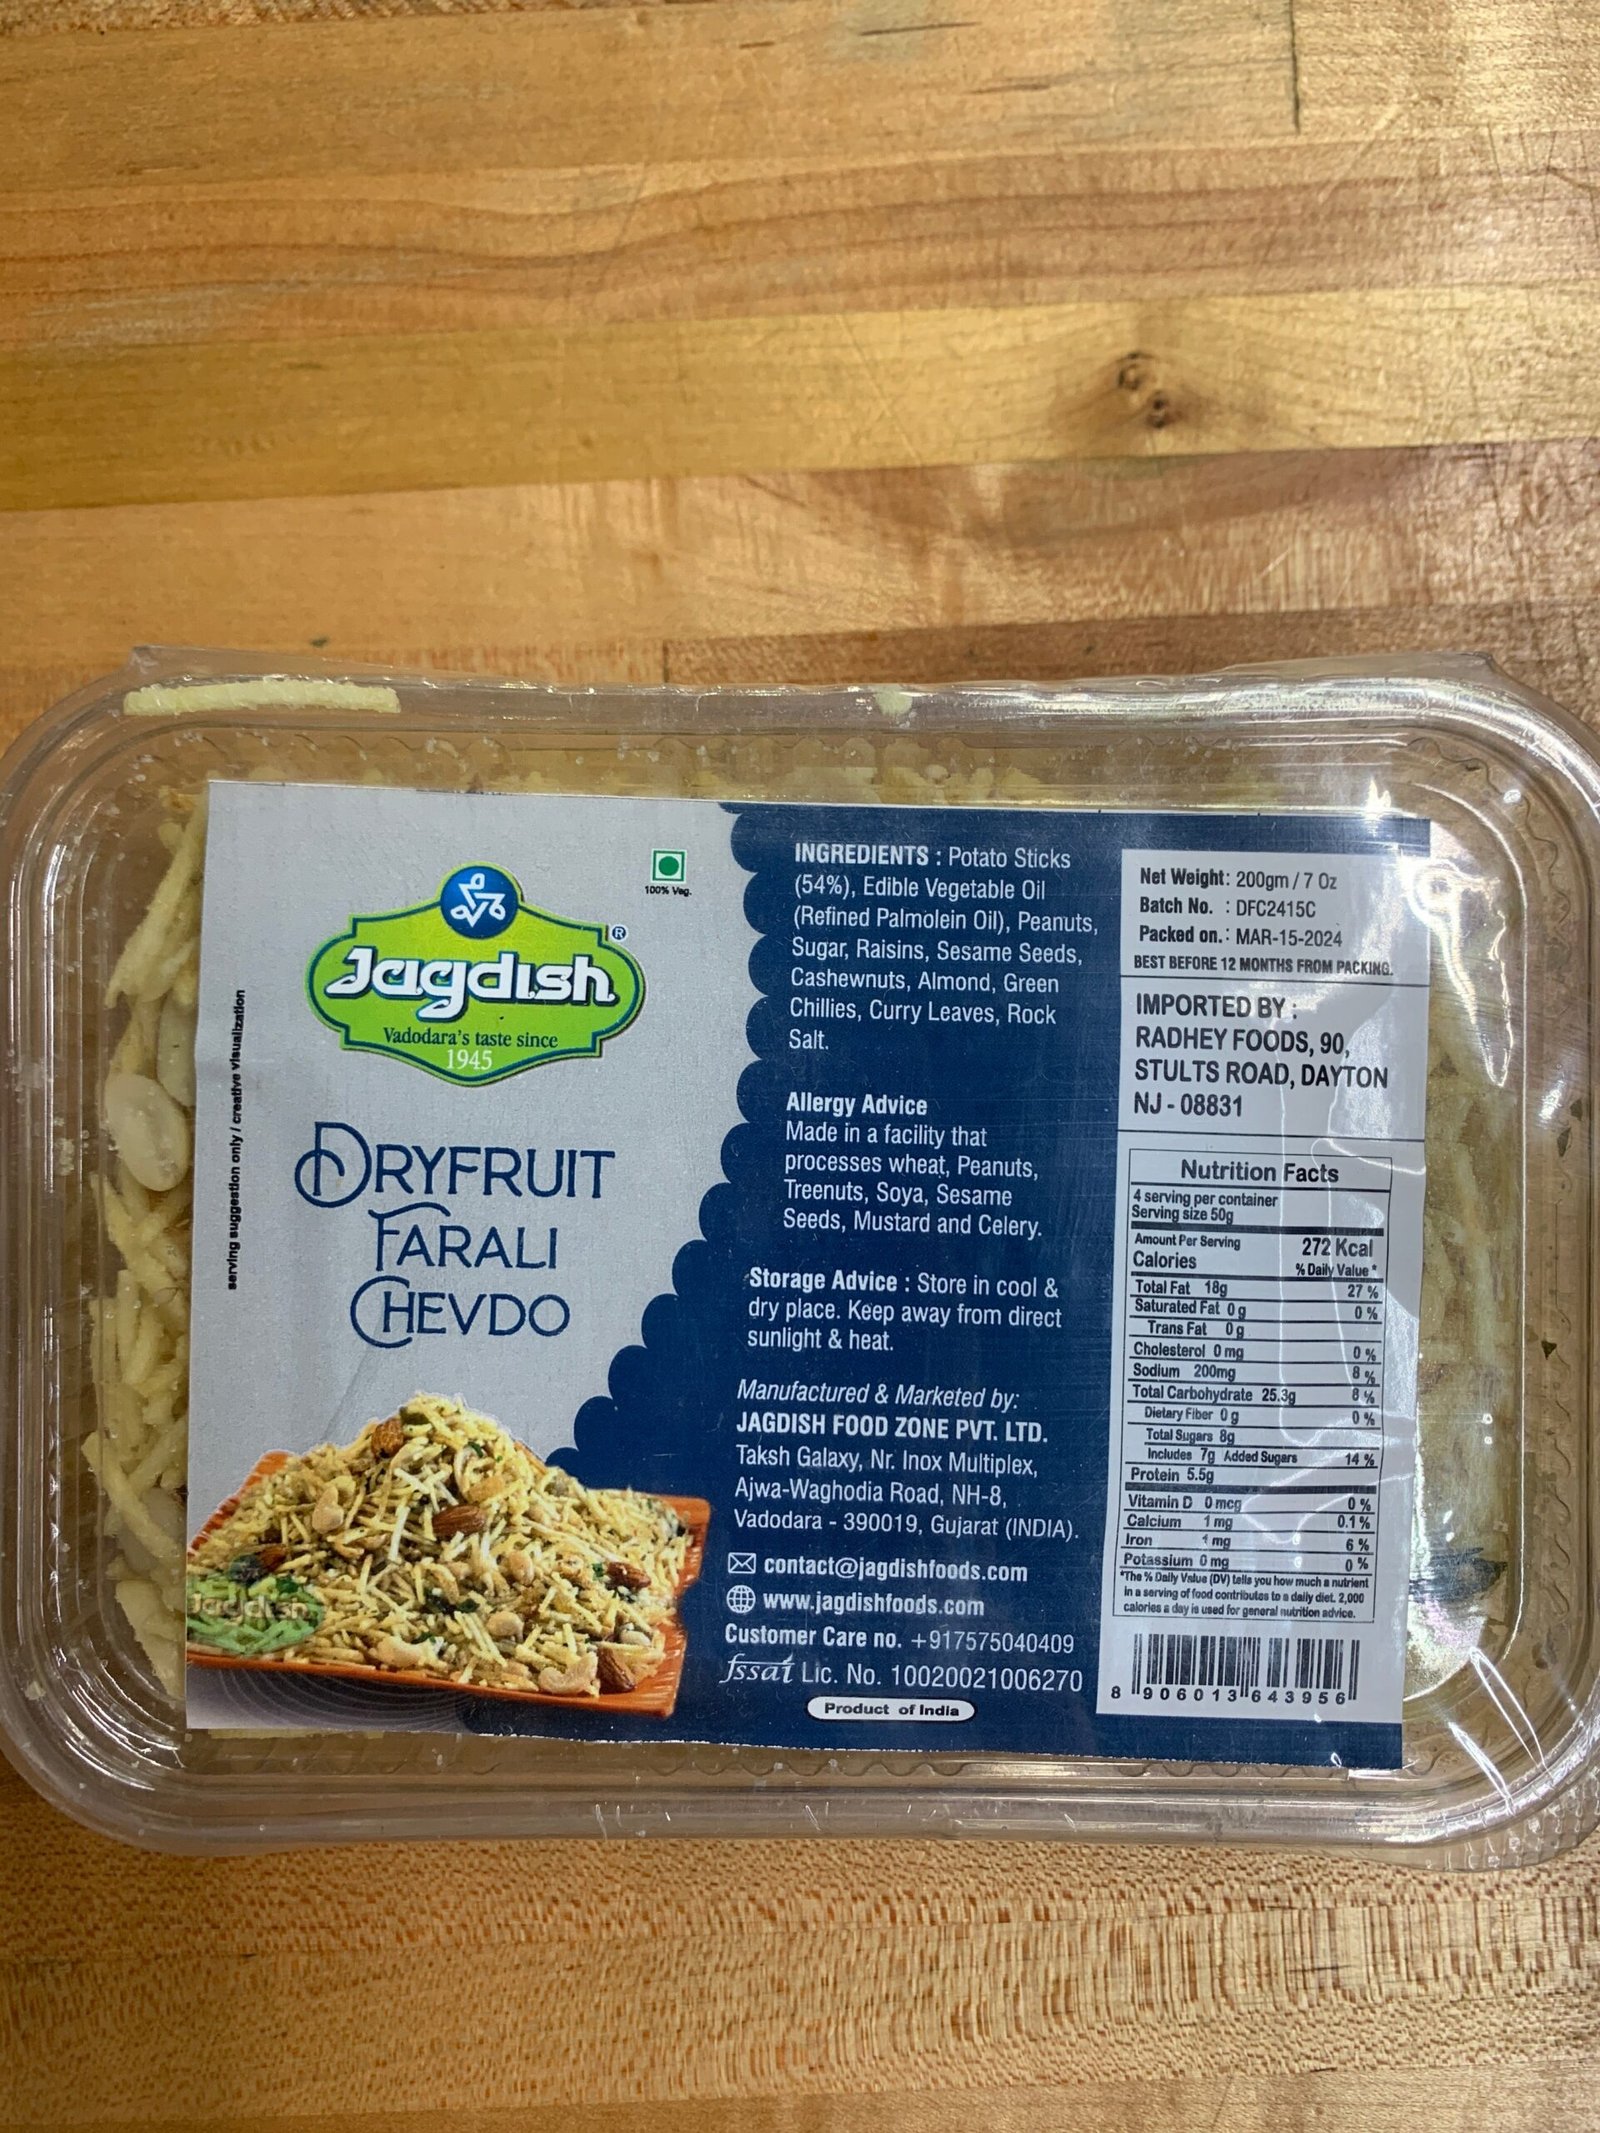 Jagdish ®
Vadodara's taste since
1945
100% Veg.
DRYFRUIT
FARALI
CHEVDO
serving suggestion only / creative visualization
Jagdish
INGREDIENTS : Potato Sticks
(54%), Edible Vegetable Oil
(Refined Palmolein Oil), Peanuts,
Sugar, Raisins, Sesame Seeds,
Cashewnuts, Almond, Green
Chillies, Curry Leaves, Rock
Salt.
Allergy Advice
Made in a facility that
processes wheat, Peanuts,
Treenuts, Soya, Sesame
Seeds, Mustard and Celery.
Storage Advice : Store in cool &
dry place. Keep away from direct
sunlight & heat.
Manufactured & Marketed by:
JAGDISH FOOD ZONE PVT. LTD.
Taksh Galaxy, Nr. Inox Multiplex,
Ajwa-Waghodia Road, NH-8,
Vadodara - 390019, Gujarat (INDIA).
contact@jagdishfoods.com
www.jagdishfoods.com
Customer Care no. +917575040409
fssai Lic. No. 10020021006270
Product of India
Net Weight: 200gm / 7 Oz
Batch No. : DFC2415C
Packed on. : MAR-15-2024
BEST BEFORE 12 MONTHS FROM PACKING.
IMPORTED BY :
RADHEY FOODS, 90,
STULTS ROAD, DAYTON
NJ - 08831
Nutrition Facts
4 serving per container
Serving size 50g
Amount Per Serving
Calories 272 Kcal
% Daily Value *
Total Fat 18g 27 %
Saturated Fat 0 g 0 %
Trans Fat 0 g
Cholesterol 0 mg 0 %
Sodium 200mg 8 %
Total Carbohydrate 25.3g 8 %
Dietary Fiber 0 g 0 %
Total Sugars 8g
Includes 7g Added Sugars 14 %
Protein 5.5g
Vitamin D 0 mcg 0 %
Calcium 1 mg 0.1 %
Iron 1 mg 6 %
Potassium 0 mg 0 %
*The % Daily Value (DV) tells you how much a nutrient
in a serving of food contributes to a daily diet. 2,000
calories a day is used for general nutrition advice.
8 906013 643956